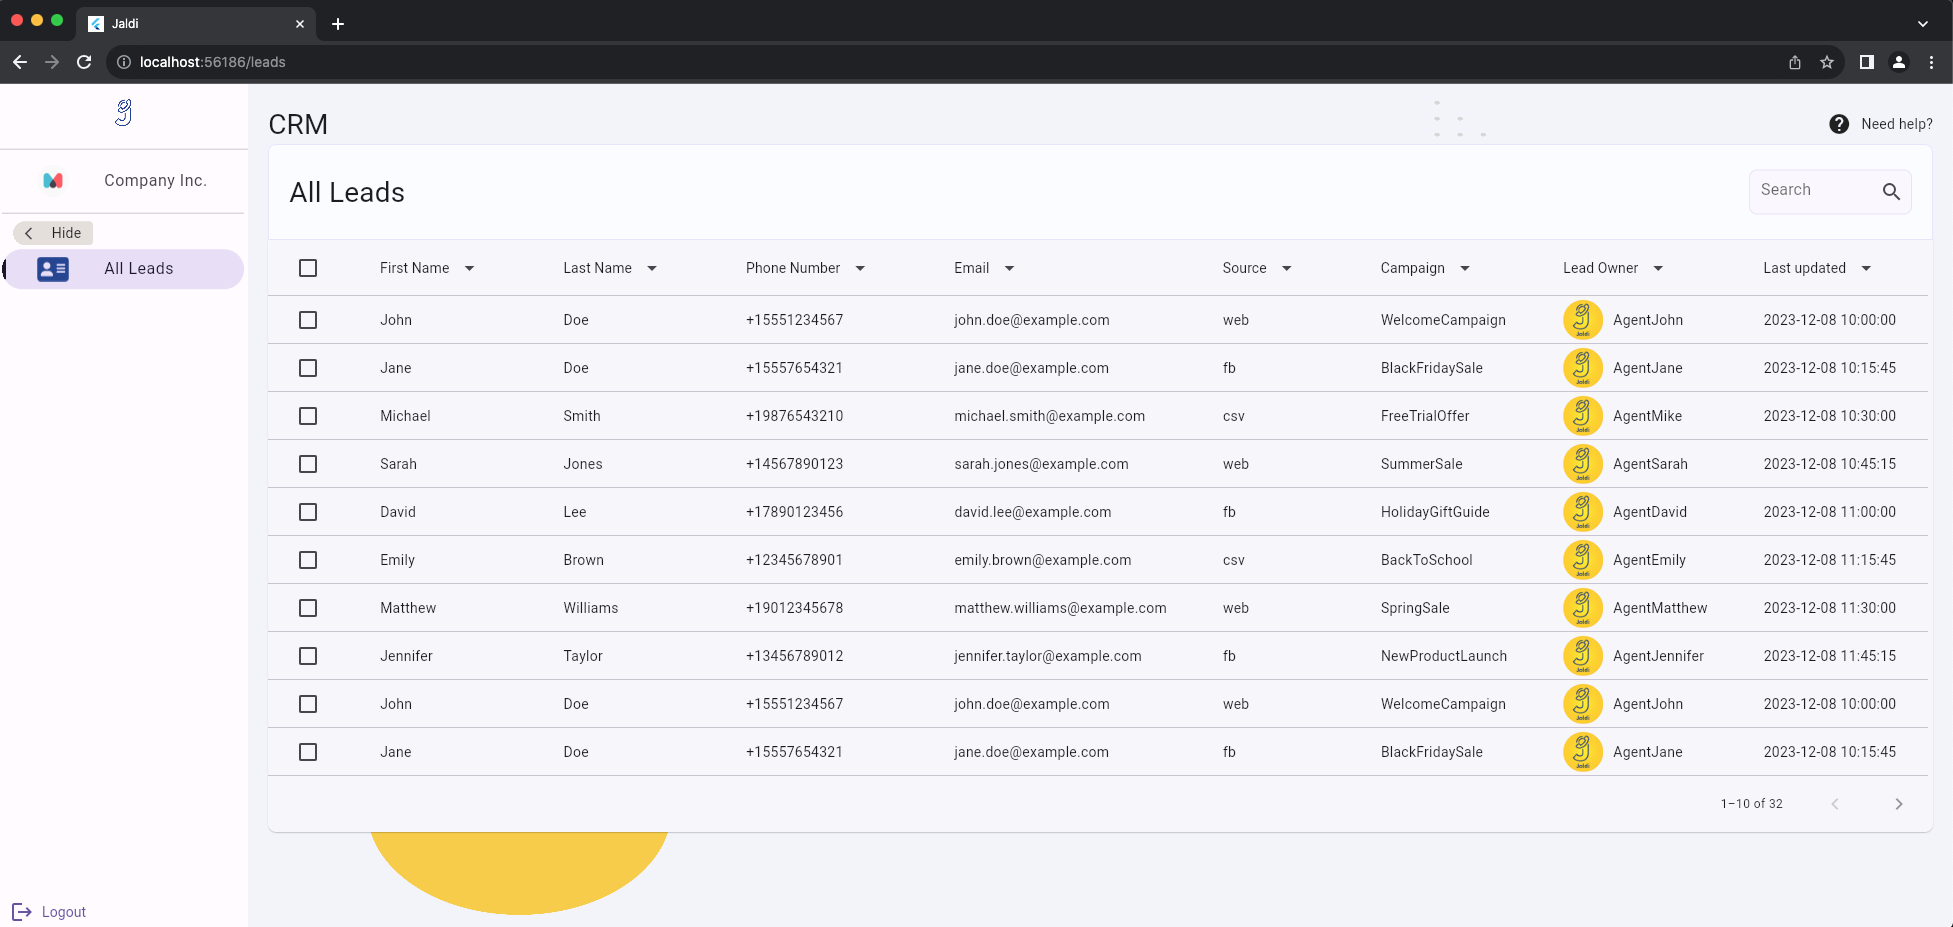 Jaldi
localhost:56186/leads
CRM
Need help?
Company Inc.
Hide
All Leads
Logout
All Leads
Search
First Name Last Name Phone Number Email Source Campaign Lead Owner Last updated
John Doe +15551234567 john.doe@example.com web WelcomeCampaign Jaldi AgentJohn 2023-12-08 10:00:00
Jane Doe +15557654321 jane.doe@example.com fb BlackFridaySale Jaldi AgentJane 2023-12-08 10:15:45
Michael Smith +19876543210 michael.smith@example.com csv FreeTrialOffer Jaldi AgentMike 2023-12-08 10:30:00
Sarah Jones +14567890123 sarah.jones@example.com web SummerSale Jaldi AgentSarah 2023-12-08 10:45:15
David Lee +17890123456 david.lee@example.com fb HolidayGiftGuide Jaldi AgentDavid 2023-12-08 11:00:00
Emily Brown +12345678901 emily.brown@example.com csv BackToSchool Jaldi AgentEmily 2023-12-08 11:15:45
Matthew Williams +19012345678 matthew.williams@example.com web SpringSale Jaldi AgentMatthew 2023-12-08 11:30:00
Jennifer Taylor +13456789012 jennifer.taylor@example.com fb NewProductLaunch Jaldi AgentJennifer 2023-12-08 11:45:15
John Doe +15551234567 john.doe@example.com web WelcomeCampaign Jaldi AgentJohn 2023-12-08 10:00:00
Jane Doe +15557654321 jane.doe@example.com fb BlackFridaySale Jaldi AgentJane 2023-12-08 10:15:45
1–10 of 32